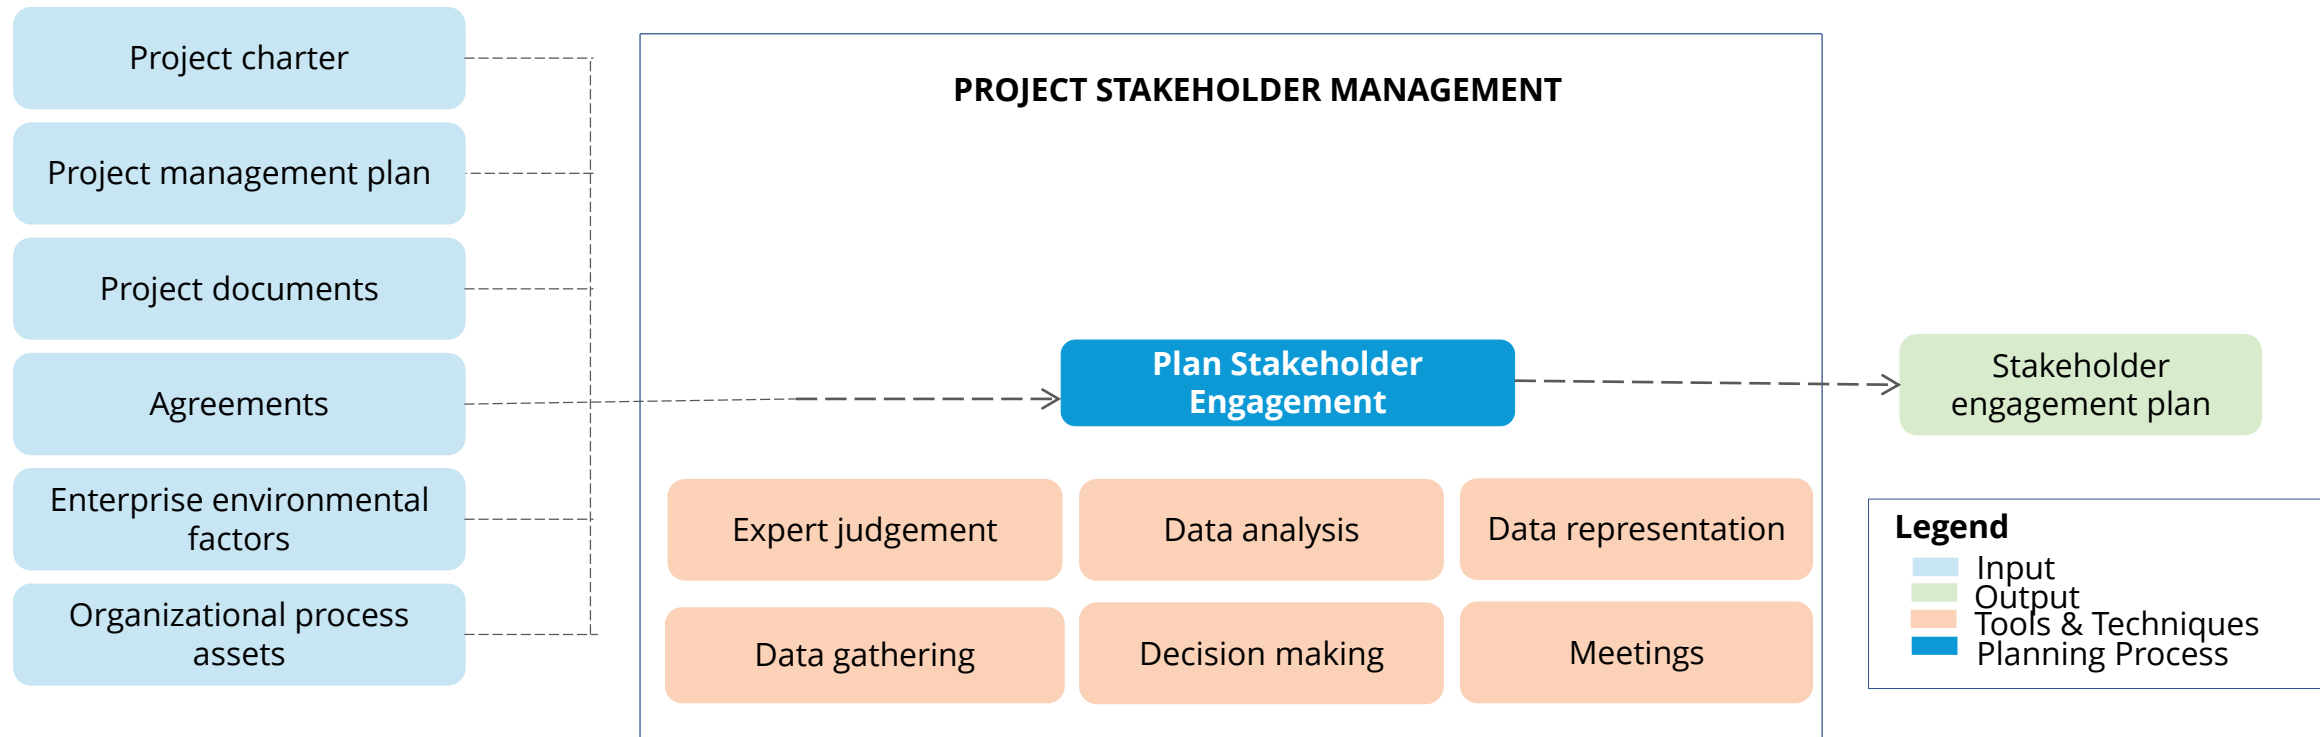 Project charter
Project management plan
Project documents
Agreements
Enterprise environmental
factors
Organizational process
assets
PROJECT STAKEHOLDER MANAGEMENT
Plan Stakeholder
Engagement
Expert judgement
Data analysis
Data representation
Data gathering
Decision making
Meetings
Stakeholder
engagement plan
Legend
Input
Output
Tools & Techniques
Planning Process